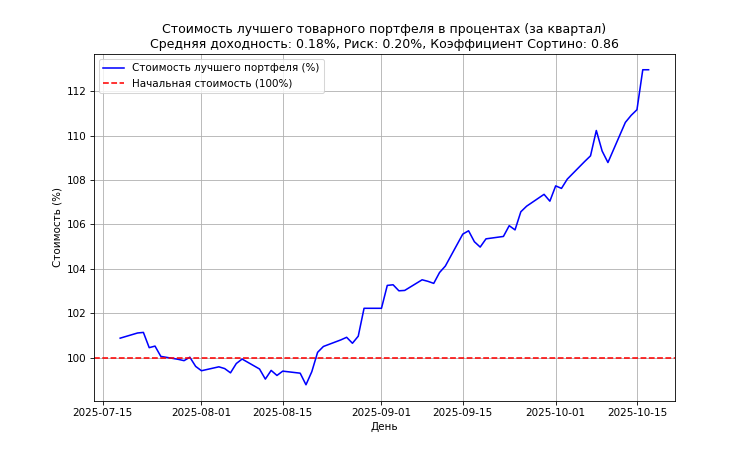 Стоимость лучшего товарного портфеля в процентах (за квартал)
Средняя доходность: 0.18%, Риск: 0.20%, Коэффициент Сортино: 0.86
Стоимость лучшего портфеля (%)
Начальная стоимость (100%)
Стоимость (%)
112
110
108
106
104
102
100
2025-07-15
2025-08-01
2025-08-15
2025-09-01
2025-09-15
2025-10-01
2025-10-15
День